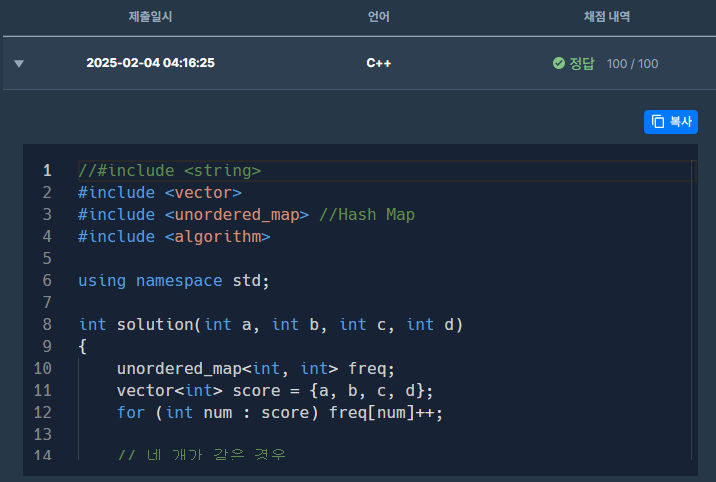 제출일시 언어 채점 내역
2025-02-04 04:16:25 C++ 정답 100 / 100
복사
1 //#include <string>
2 #include <vector>
3 #include <unordered_map> //Hash Map
4 #include <algorithm>
5
6 using namespace std;
7
8 int solution(int a, int b, int c, int d)
9 {
10 unordered_map<int, int> freq;
11 vector<int> score = {a, b, c, d};
12 for (int num : score) freq[num]++;
13
14 // 네 개가 같은 경우